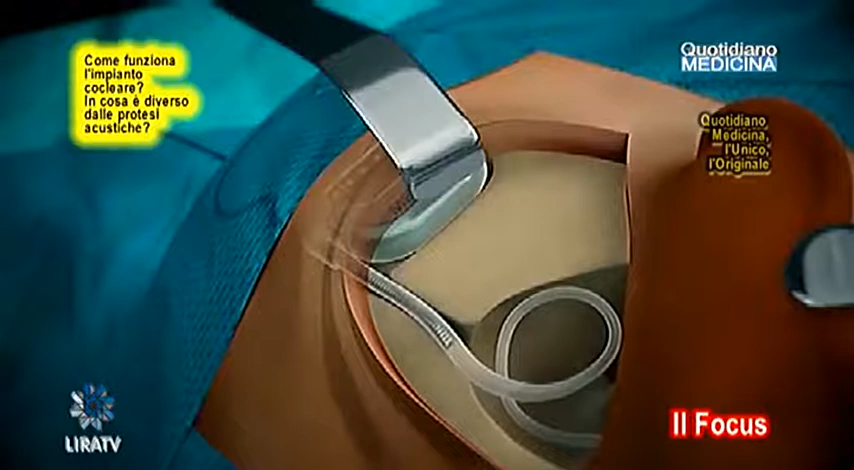 Come funziona
l'impianto
cocleare?
In cosa è diverso
dalle protesi
acustiche?
Quotidiano
MEDICINA
Quotidiano
Medicina,
l'Unico,
l'Originale
LIRATV
Il Focus